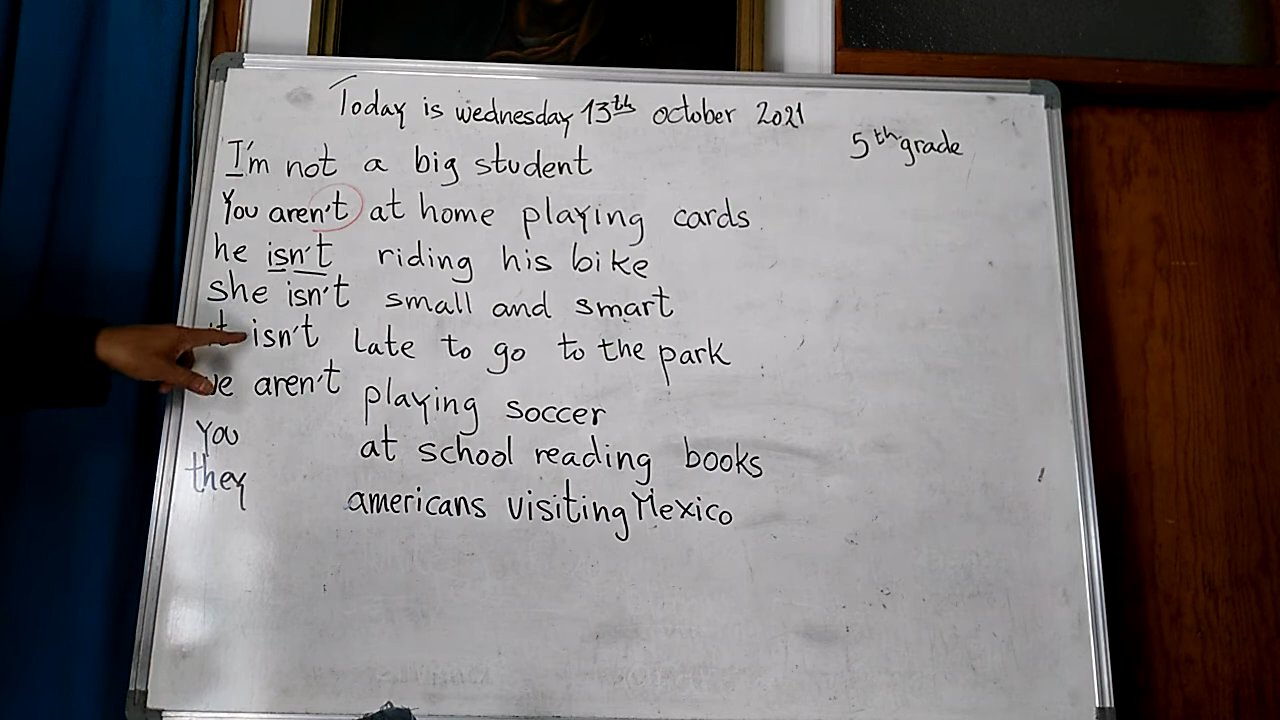 Today is wednesday 13th october 2021
5th grade
I'm not a big student
You aren't at home playing cards
he isn't riding his bike
she isn't small and smart
it isn't late to go to the park
we aren't playing soccer
You at school reading books
they americans visiting Mexico